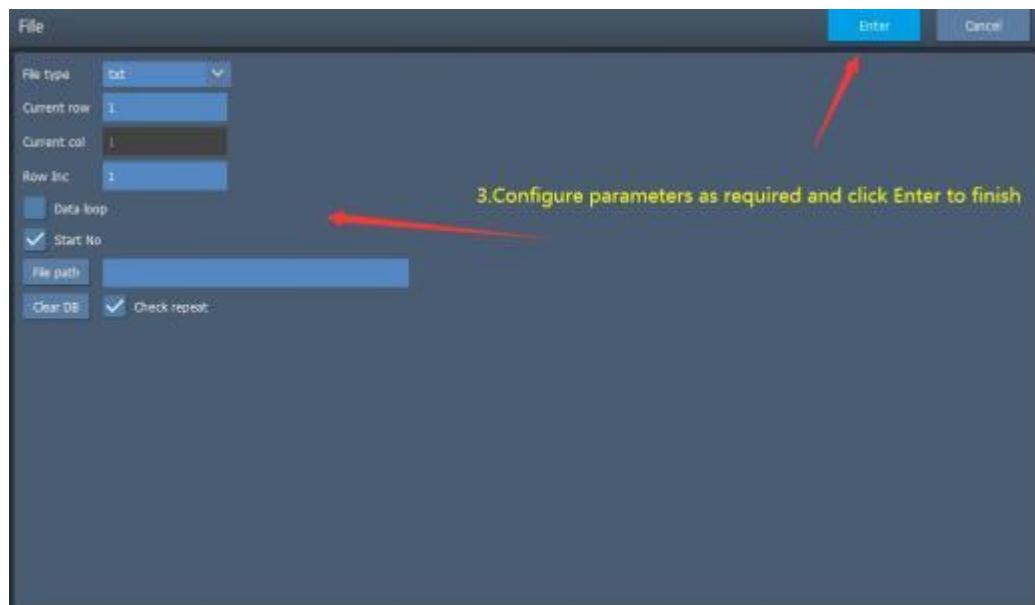 File
Enter
Cancel
File type
txt
Current row
1
Current col
1
Row Inc
1
3.Configure parameters as required and click Enter to finish
Data loop
Start No
File path
Clear DB
Check repeat